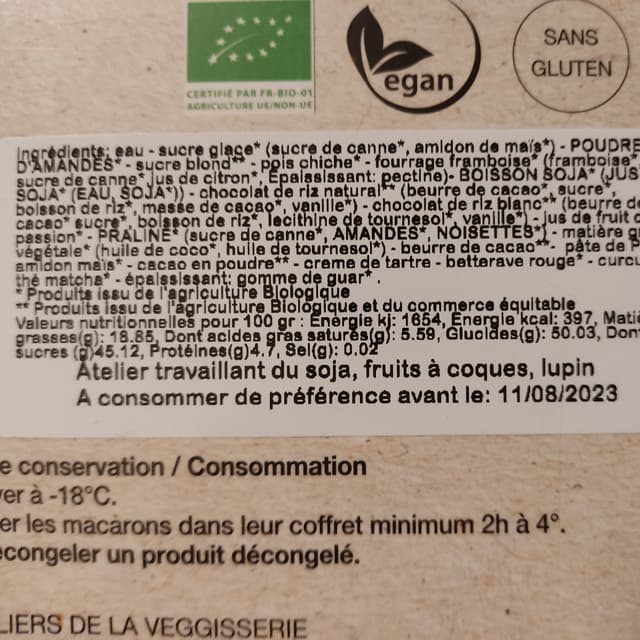 CERTIFIÉ PAR FR-BIO-01
AGRICULTURE UE/NON-UE
egan
SANS
GLUTEN
Ingrédients: eau - sucre glace* (sucre de canne*, amidon de maïs*) - POUDRE
D'AMANDES* - sucre blond** - pois chiche* - fourrage framboise* (framboise*,
sucre de canne* jus de citron*, Epaississant: pectine)- BOISSON SOJA* (JUS
SOJA* (EAU, SOJA*)) - chocolat de riz naturel** (beurre de cacao*, sucre*,
boisson de riz*, masse de cacao*, vanille*) - chocolat de riz blanc** (beurre de
cacao* sucre*, boisson de riz*, lecithine de tournesol*, vanille*) - jus de fruit
passion* - PRALINE* (sucre de canne*, AMANDES*, NOISETTES*) - matière
végétale* (huile de coco*, huile de tournesol*) - beurre de cacao** - pâte de
amidon maïs* - cacao en poudre** - creme de tartre - betterave rouge* - curcu
thé matcha* - épaississant: gomme de guar* .
* Produits issu de l'agriculture Biologique
** Produits issu de l'agriculture Biologique et du commerce équitable
Valeurs nutritionnelles pour 100 gr : Energie kj: 1654, Energie kcal: 397, Matiè
grasses(g): 18.85, Dont acides gras saturés(g): 5.59, Glucides(g): 50.03, Don
sucres (g)45.12, Protéines(g)4.7, Sel(g): 0.02
Atelier travaillant du soja, fruits à coques, lupin
A consommer de préférence avant le: 11/08/2023
e conservation / Consommation
ver à -18°C.
er les macarons dans leur coffret minimum 2h à 4°.
econgeler un produit décongelé.
LIERS DE LA VEGGISSERIE